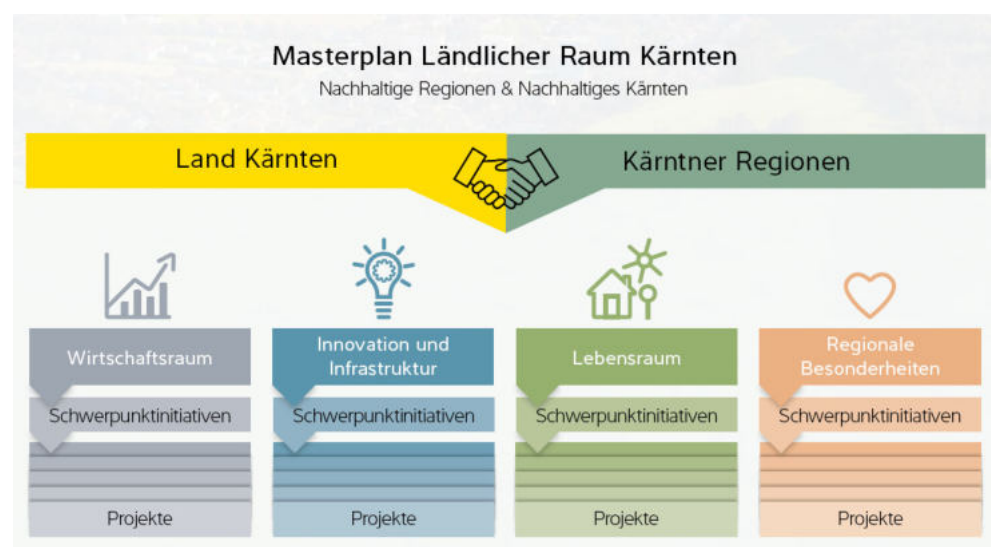 Masterplan Ländlicher Raum Kärnten
Nachhaltige Regionen & Nachhaltiges Kärnten
Land Kärnten
Kärntner Regionen
Wirtschaftsraum
Innovation und
Infrastruktur
Lebensraum
Regionale
Besonderheiten
Schwerpunktinitiativen
Schwerpunktinitiativen
Schwerpunktinitiativen
Schwerpunktinitiativen
Projekte
Projekte
Projekte
Projekte